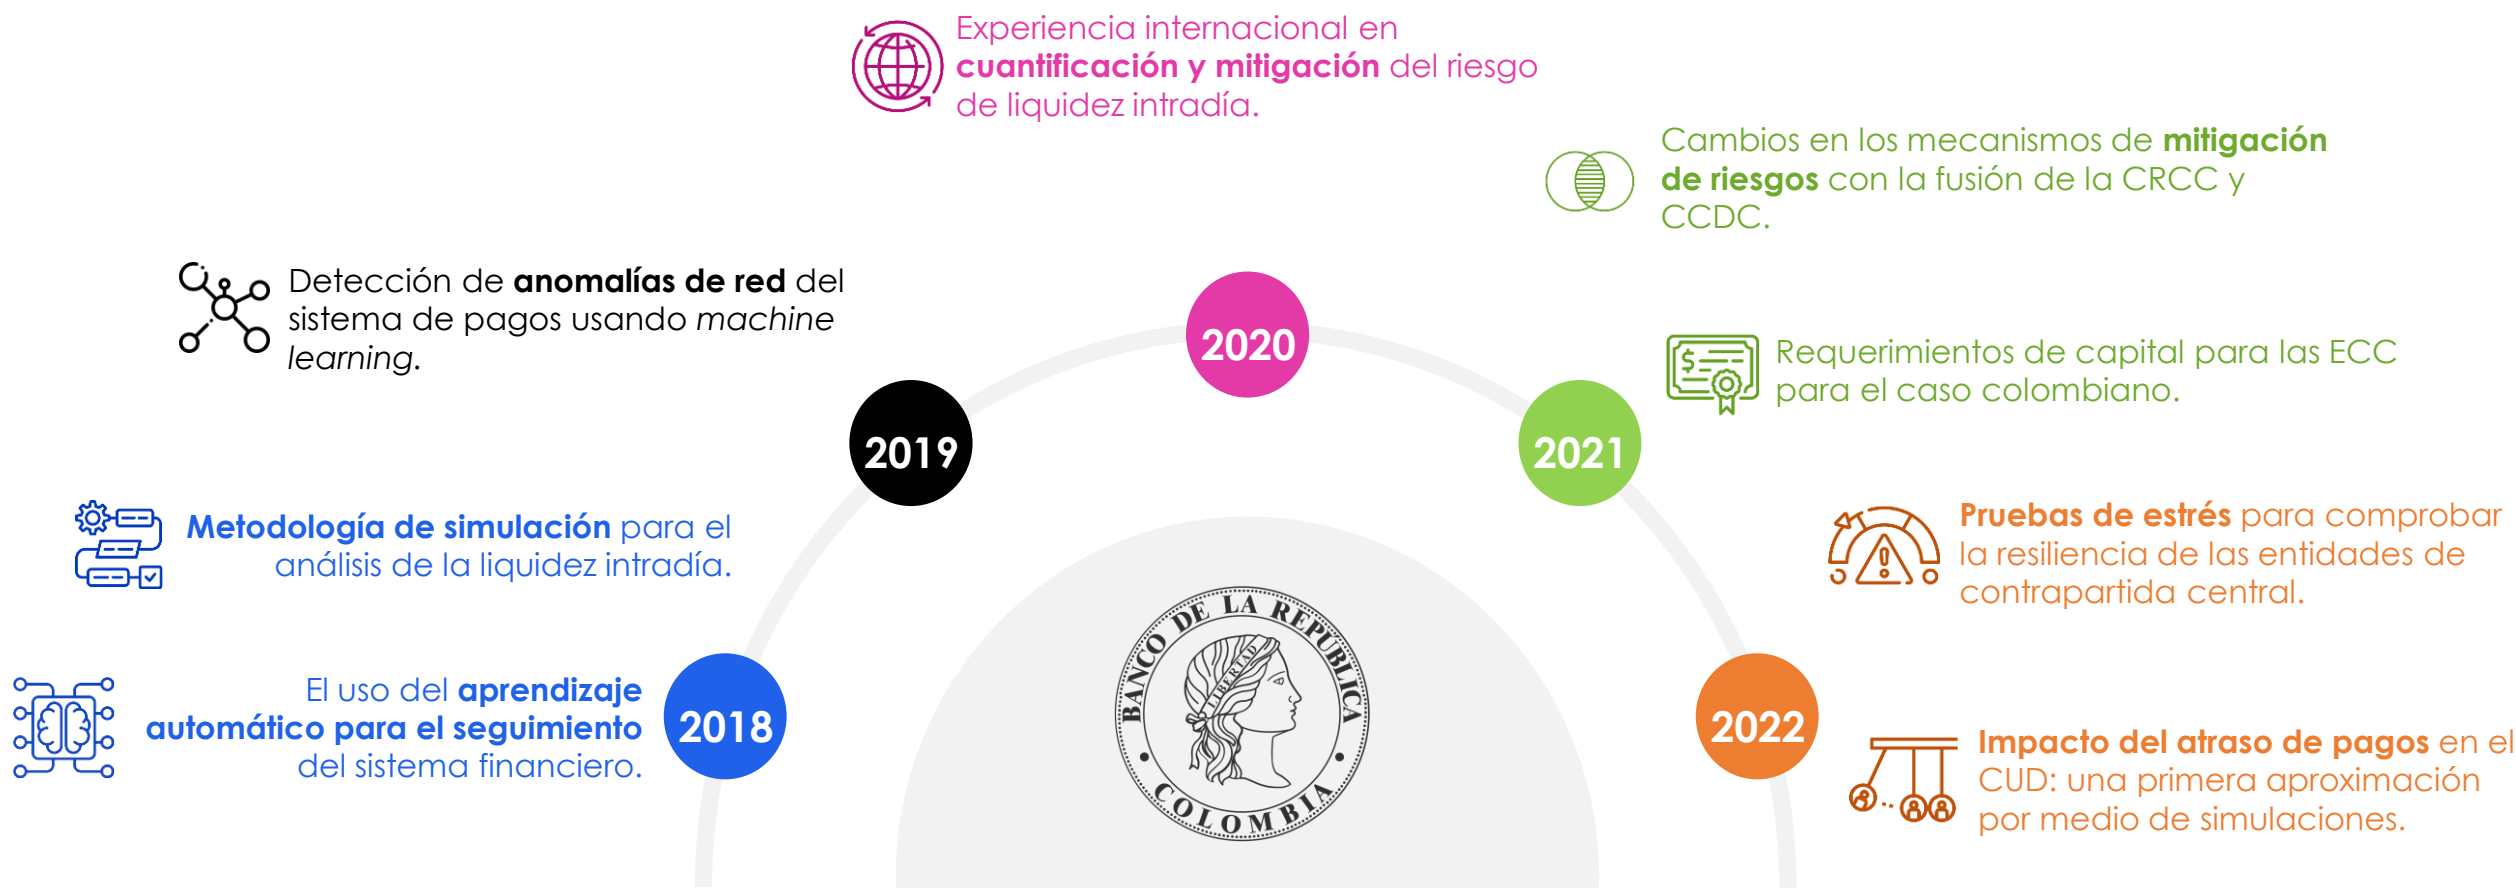 Experiencia internacional en
cuantificación y mitigación del riesgo
de liquidez intradía.
Cambios en los mecanismos de mitigación
de riesgos con la fusión de la CRCC y
CCDC.
Detección de anomalías de red del
sistema de pagos usando machine
learning.
2020
Requerimientos de capital para las ECC
para el caso colombiano.
$
2019
2021
Metodología de simulación para el
análisis de la liquidez intradía.
Pruebas de estrés para comprobar
la resiliencia de las entidades de
contrapartida central.
El uso del aprendizaje
automático para el seguimiento
del sistema financiero.
2018
BANCO DE LA REPUBLICA
LIBERTAD
COLOMBIA
2022
Impacto del atraso de pagos en el
CUD: una primera aproximación
por medio de simulaciones.